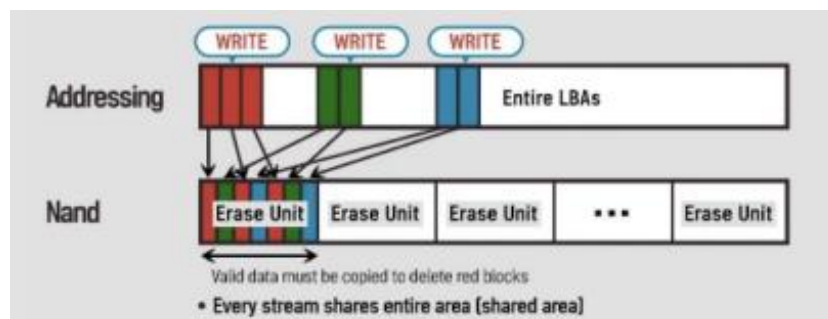 WRITE WRITE WRITE
Addressing Entire LBAs
Nand Erase Unit Erase Unit Erase Unit ... Erase Unit
Valid data must be copied to delete red blocks
• Every stream shares entire area (shared area)